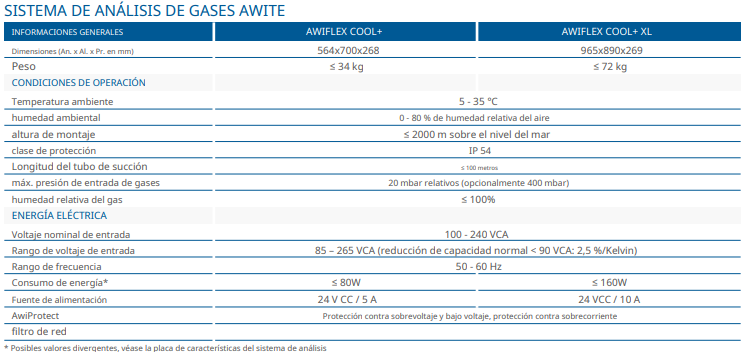 SISTEMA DE ANÁLISIS DE GASES AWITE
INFORMACIONES GENERALES AWIFLEX COOL+ AWIFLEX COOL+ XL
Dimensiones (An. x Al. x Pr. en mm) 564x700x268 965x890x269
Peso ≤ 34 kg ≤ 72 kg
CONDICIONES DE OPERACIÓN
Temperatura ambiente 5 - 35 °C
humedad ambiental 0 - 80 % de humedad relativa del aire
altura de montaje ≤ 2000 m sobre el nivel del mar
clase de protección IP 54
Longitud del tubo de succión ≤ 100 metros
máx. presión de entrada de gases 20 mbar relativos (opcionalmente 400 mbar)
humedad relativa del gas ≤ 100%
ENERGÍA ELÉCTRICA
Voltaje nominal de entrada 100 - 240 VCA
Rango de voltaje de entrada 85 – 265 VCA (reducción de capacidad normal < 90 VCA: 2,5 %/Kelvin)
Rango de frecuencia 50 - 60 Hz
Consumo de energía* ≤ 80W ≤ 160W
Fuente de alimentación 24 V CC / 5 A 24 VCC / 10 A
AwiProtect Protección contra sobrevoltaje y bajo voltaje, protección contra sobrecorriente
filtro de red
* Posibles valores divergentes, véase la placa de características del sistema de análisis